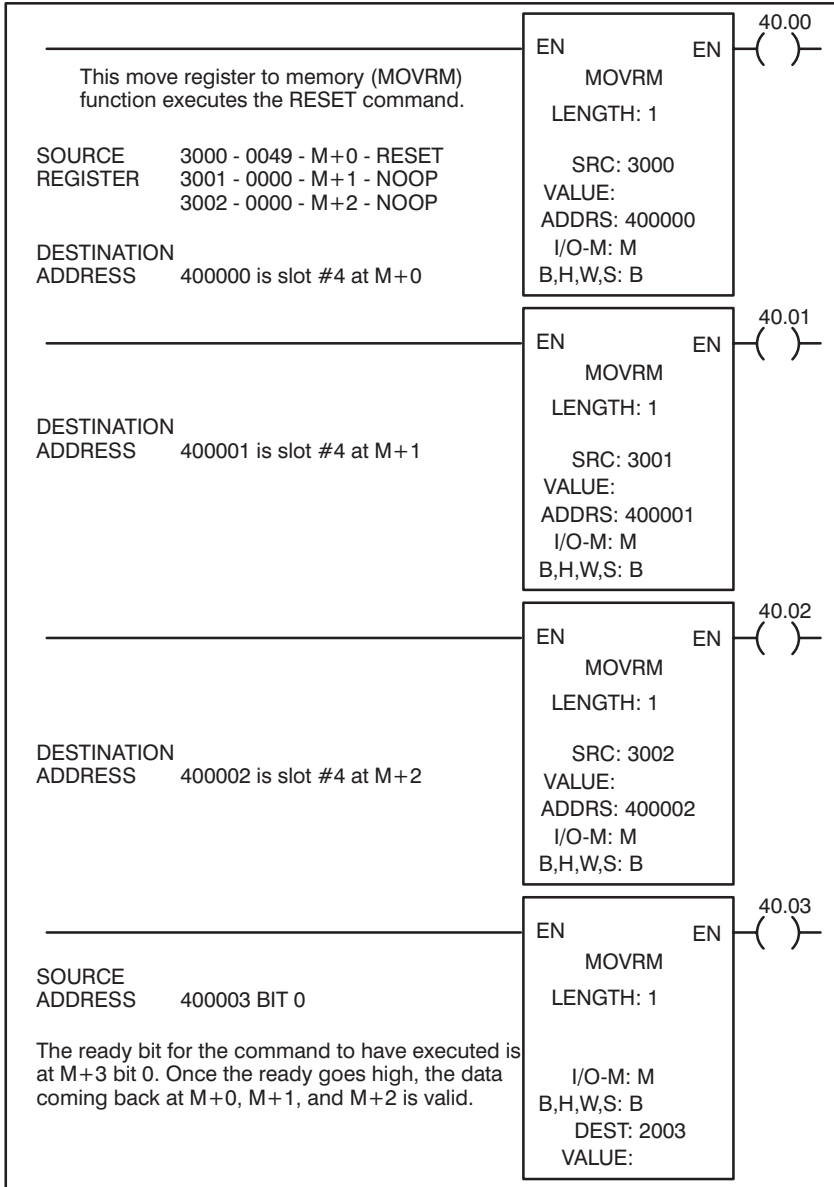 40.00
EN EN
MOVRM
LENGTH: 1
SRC: 3000
VALUE:
ADDRS: 400000
I/O-M: M
B,H,W,S: B
This move register to memory (MOVRM)
function executes the RESET command.
SOURCE 3000 - 0049 - M+0 - RESET
REGISTER 3001 - 0000 - M+1 - NOOP
3002 - 0000 - M+2 - NOOP
DESTINATION
ADDRESS 400000 is slot #4 at M+0
40.01
EN EN
MOVRM
LENGTH: 1
SRC: 3001
VALUE:
ADDRS: 400001
I/O-M: M
B,H,W,S: B
DESTINATION
ADDRESS 400001 is slot #4 at M+1
40.02
EN EN
MOVRM
LENGTH: 1
SRC: 3002
VALUE:
ADDRS: 400002
I/O-M: M
B,H,W,S: B
DESTINATION
ADDRESS 400002 is slot #4 at M+2
40.03
EN EN
MOVRM
LENGTH: 1
I/O-M: M
B,H,W,S: B
DEST: 2003
VALUE:
SOURCE
ADDRESS 400003 BIT 0
The ready bit for the command to have executed is
at M+3 bit 0. Once the ready goes high, the data
coming back at M+0, M+1, and M+2 is valid.